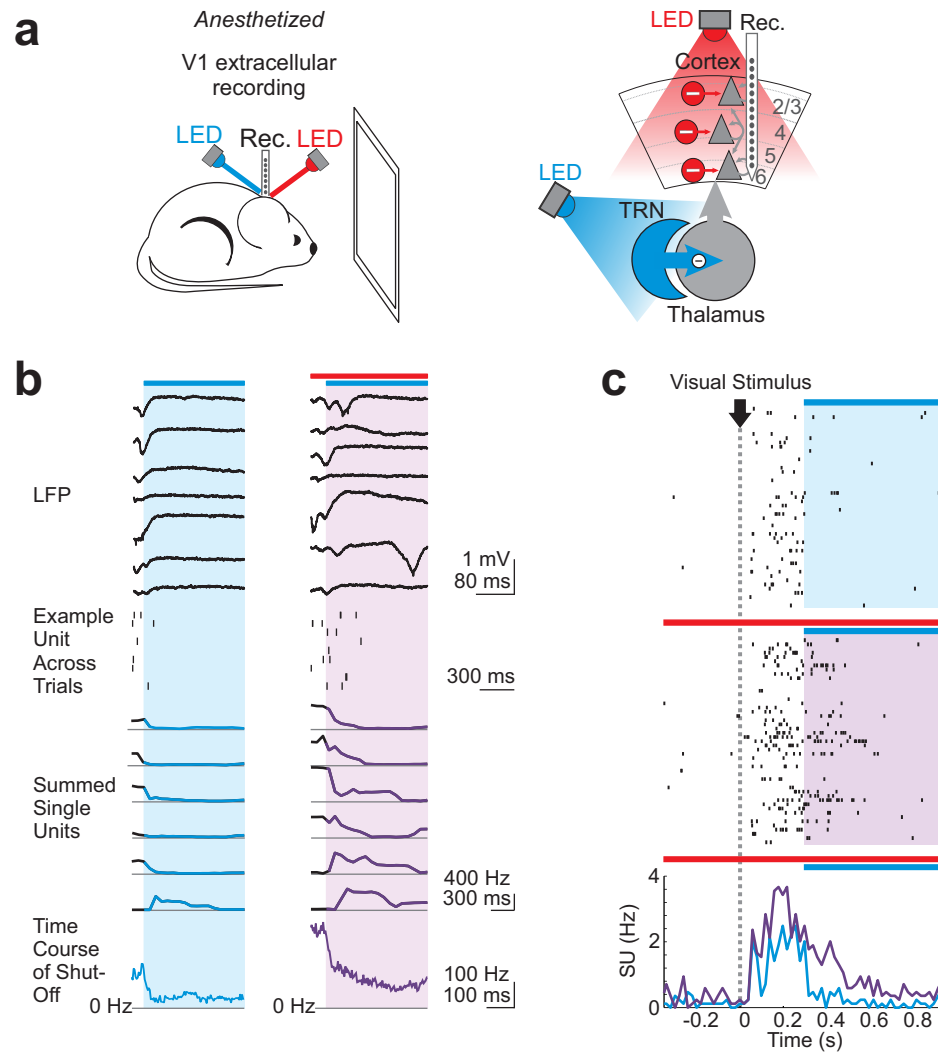 a
Anesthetized
V1 extracellular
recording
LED
Rec.
LED
LED
Rec.
Cortex
2/3
4
5
6
LED
TRN
Thalamus
b
LFP
1 mV
80 ms
Example
Unit
Across
Trials
300 ms
Summed
Single
Units
400 Hz
300 ms
Time
Course
of Shut-
Off
0 Hz
0 Hz
100 Hz
100 ms
c
Visual Stimulus
4
2
0
SU (Hz)
-0.2
0
0.2
0.4
0.6
0.8
Time (s)